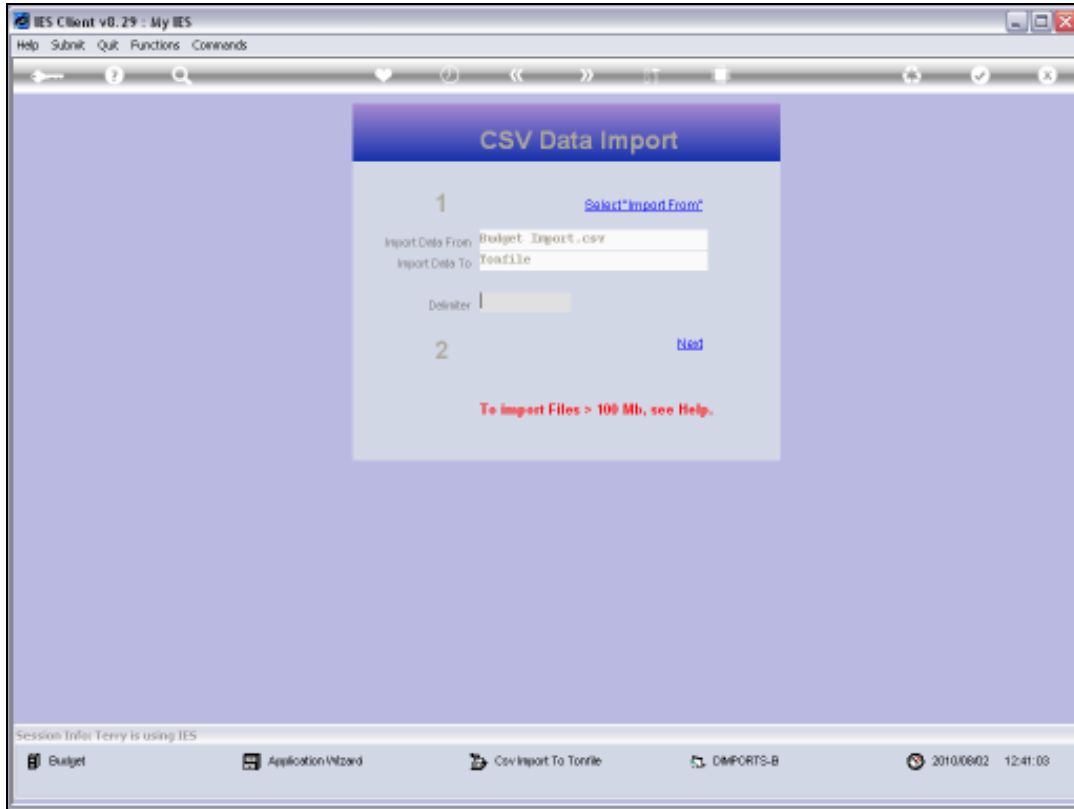 IES Client v8.29 : My IES
Help Submit Quit Functions Commands
CSV Data Import
1
Select "Import From"
Import Data From Budget Import.csv
Import Data To Tonfile
Delimiter
2
Next
To import Files > 100 Mb, see Help.
Session Info: Terry is using IES
Budget Application Wizard Csv Import To Tonfile DIMPORTS-B 2010/08/02 12:41:03